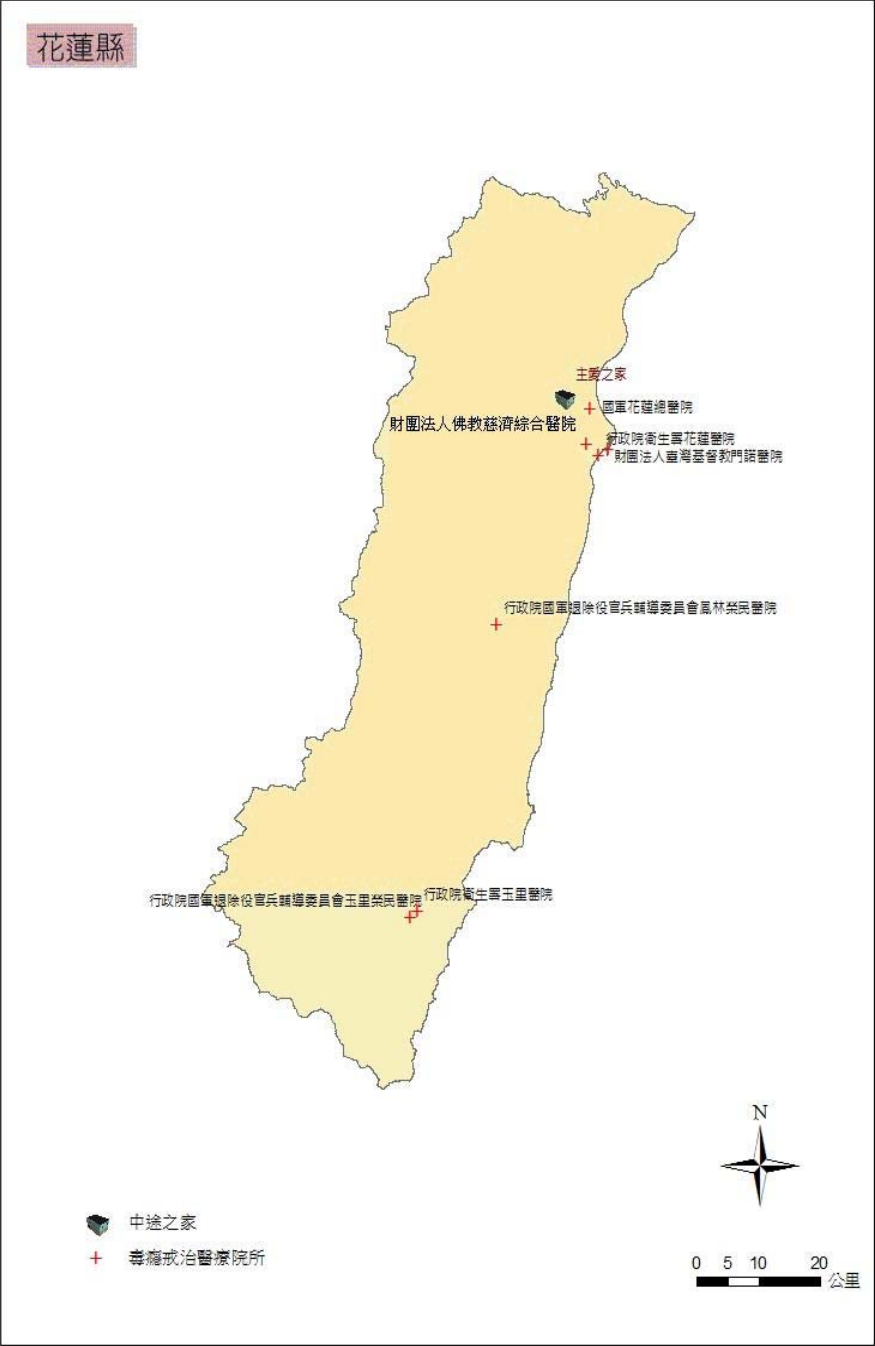 花蓮縣
主愛之家
國軍花蓮總醫院
財團法人佛教慈濟綜合醫院
行政院衛生署花蓮醫院
財團法人臺灣基督教門諾醫院
行政院國軍退除役官兵輔導委員會鳳林榮民醫院
行政院衛生署玉里醫院
行政院國軍退除役官兵輔導委員會玉里榮民醫院
N
中途之家
毒癮戒治醫療院所
0 5 10 20
公里